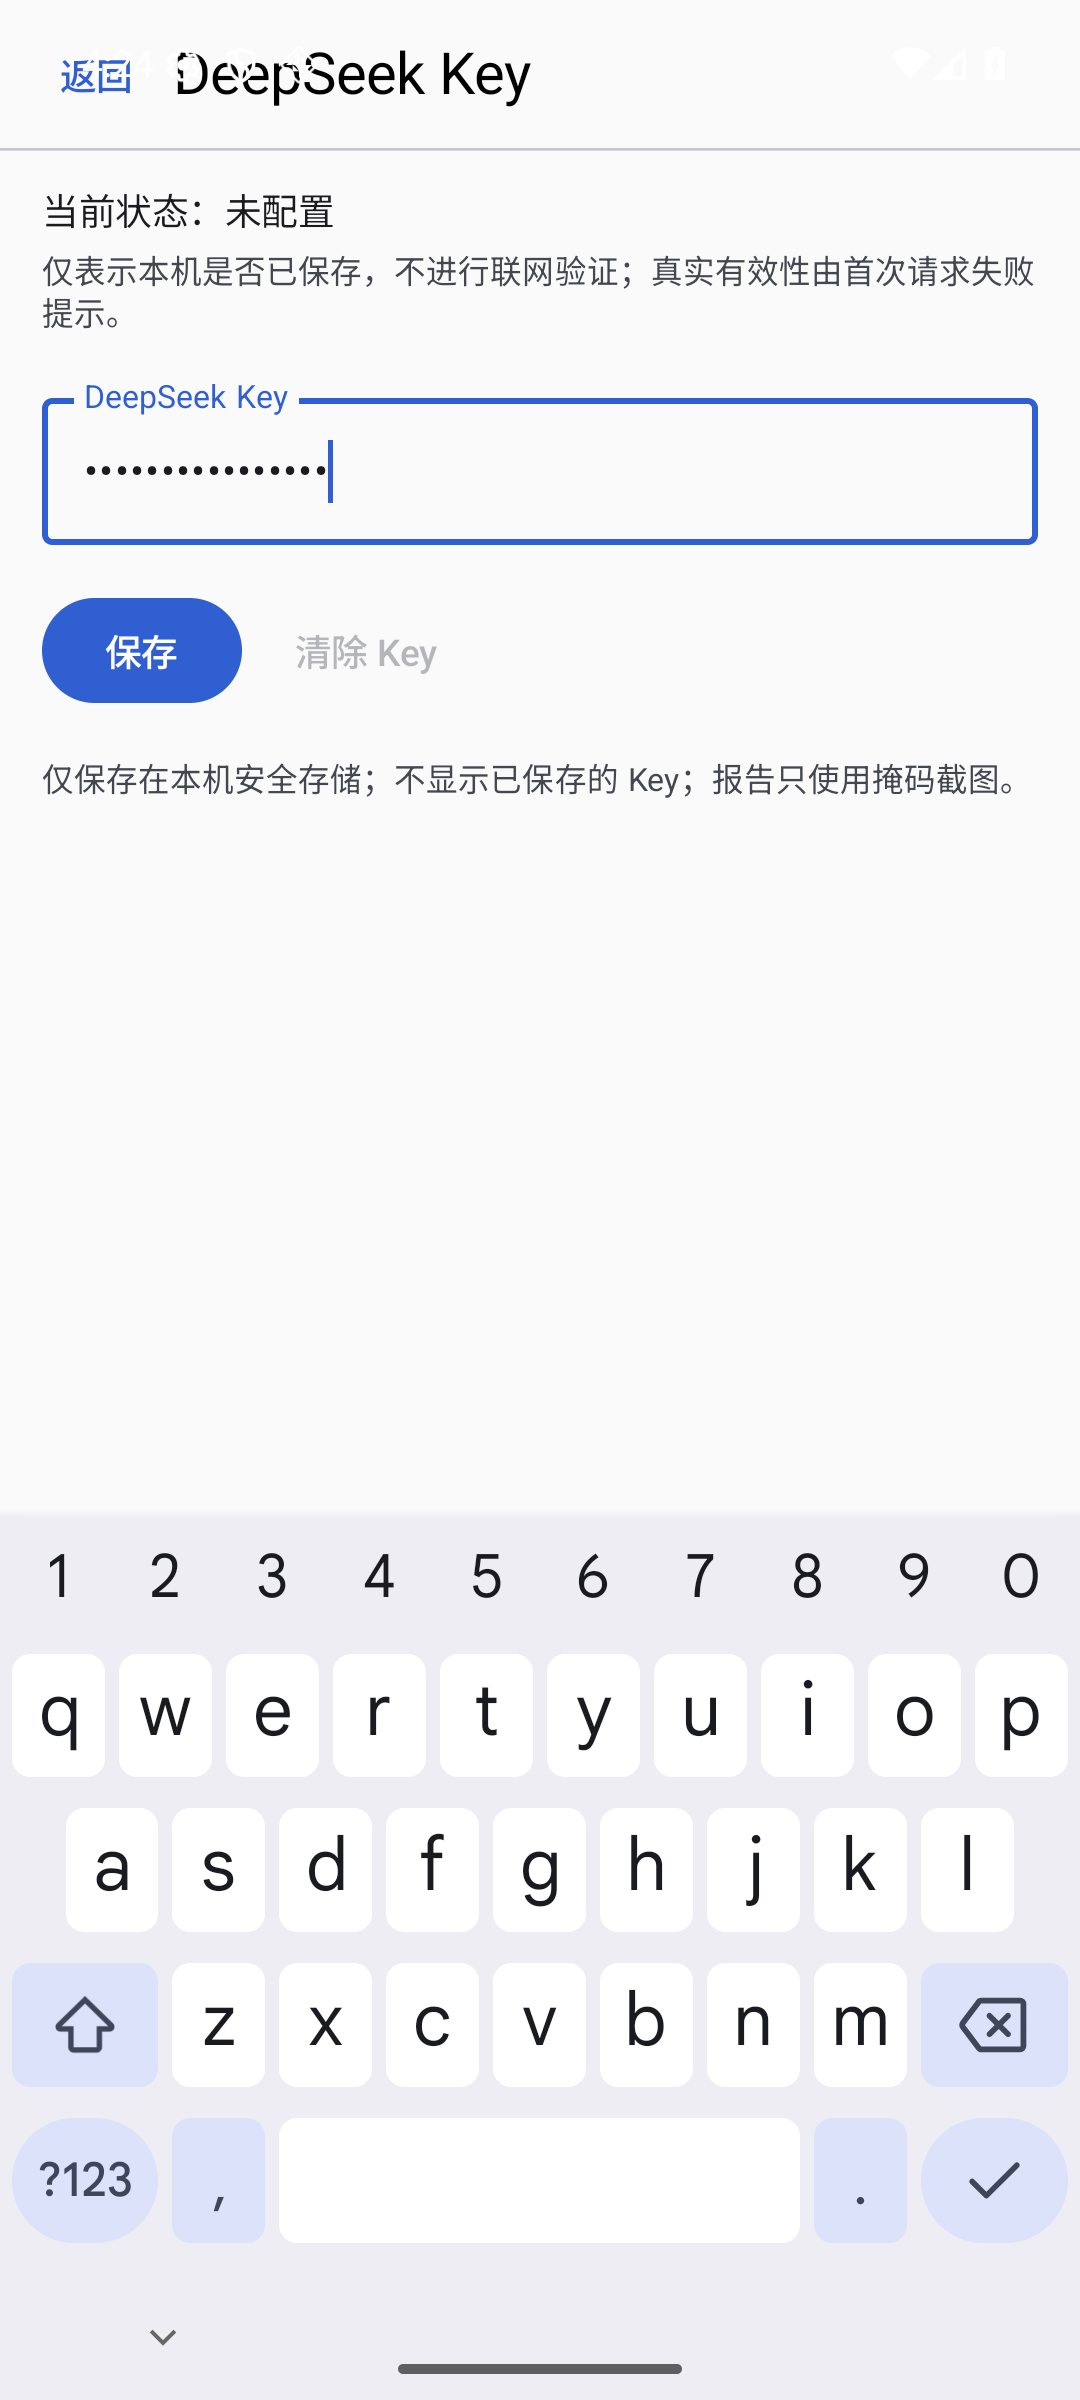 返回 DeepSeek Key
当前状态：未配置
仅表示本机是否已保存，不进行联网验证；真实有效性由首次请求失败
提示。
DeepSeek Key
••••••••••••••••
保存 清除 Key
仅保存在本机安全存储；不显示已保存的 Key；报告只使用掩码截图。
1 2 3 4 5 6 7 8 9 0
q w e r t y u i o p
a s d f g h j k l
z x c v b n m
?123 , .